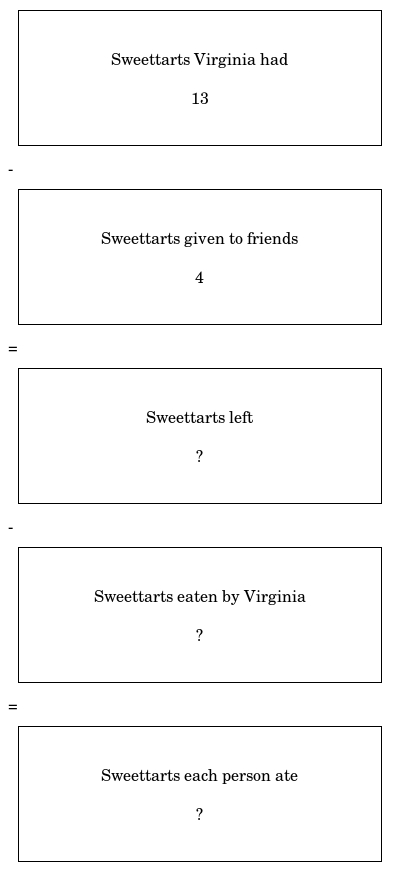 Sweettarts Virginia had
13
-
Sweettarts given to friends
4
=
Sweettarts left
?
-
Sweettarts eaten by Virginia
?
=
Sweettarts each person ate
?